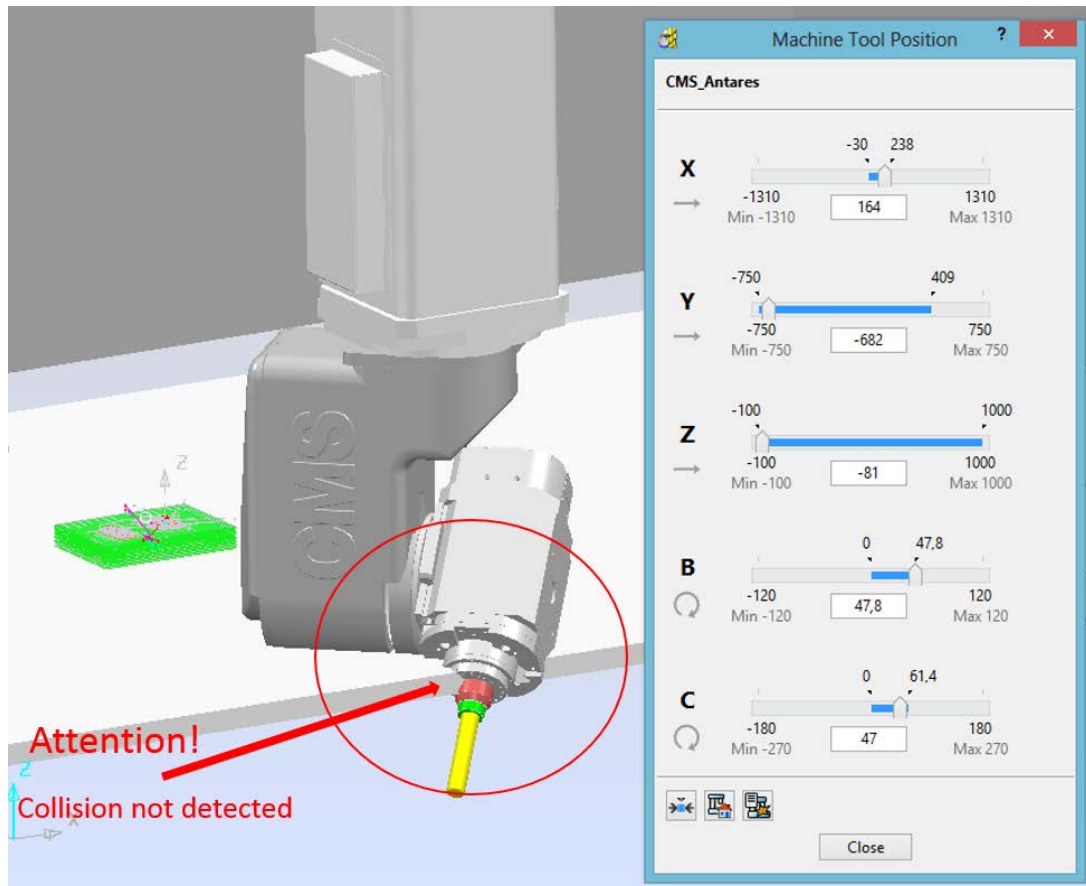 Machine Tool Position ?
CMS_Antares
X
-30 238
-1310 164 1310
Min -1310 Max 1310
Y
-750 409
-750 -682 750
Min -750 Max 750
Z
-100 1000
-100 -81 1000
Min -100 Max 1000
B
0 47,8
-120 47,8 120
Min -120 Max 120
C
0 61,4
-180 47 180
Min -270 Max 270
Close
CMS
Z
Attention!
Collision not detected
Z
X